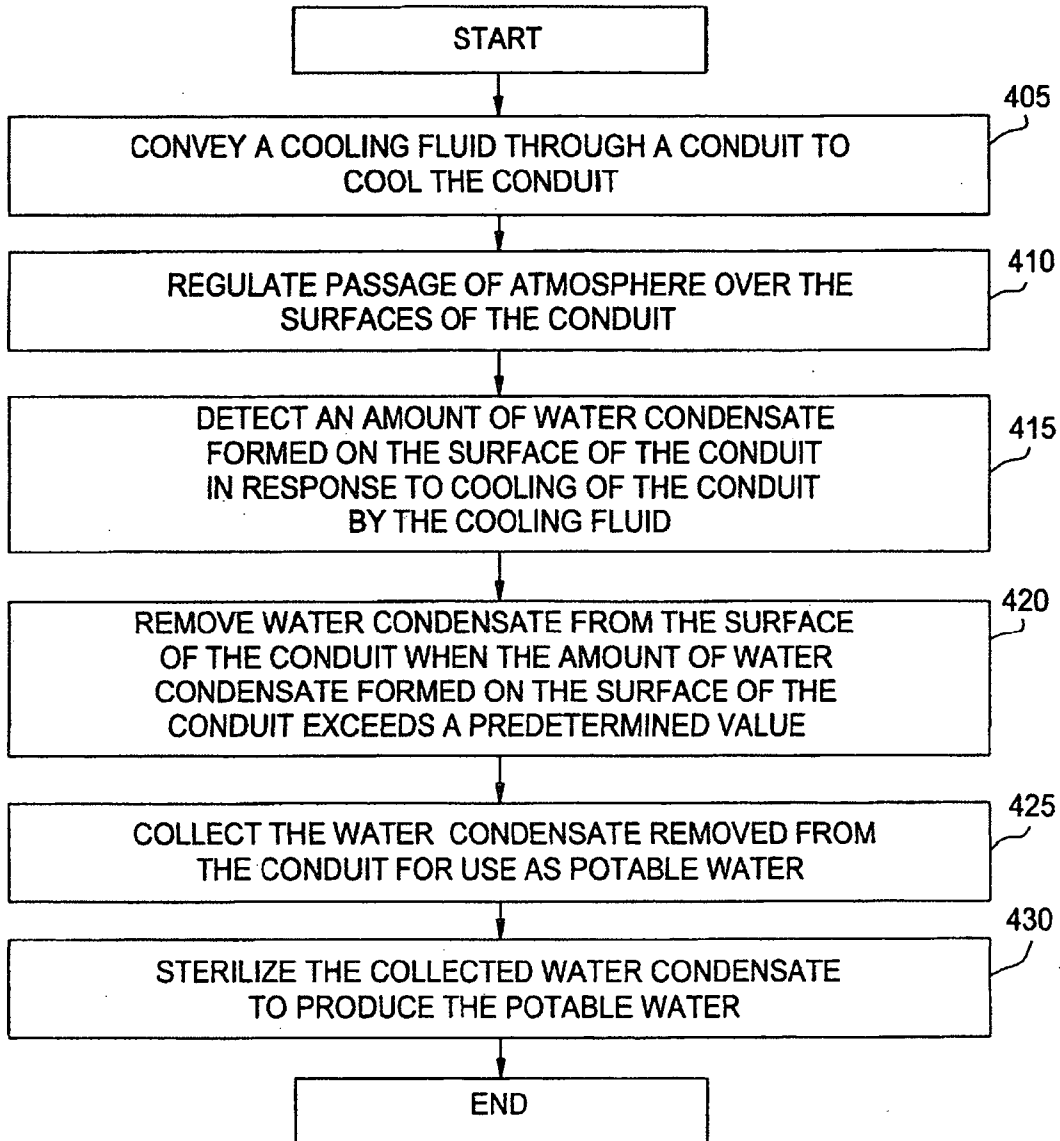 START
405
CONVEY A COOLING FLUID THROUGH A CONDUIT TO
COOL THE CONDUIT
410
REGULATE PASSAGE OF ATMOSPHERE OVER THE
SURFACES OF THE CONDUIT
415
DETECT AN AMOUNT OF WATER CONDENSATE
FORMED ON THE SURFACE OF THE CONDUIT
IN RESPONSE TO COOLING OF THE CONDUIT
BY THE COOLING FLUID
420
REMOVE WATER CONDENSATE FROM THE SURFACE
OF THE CONDUIT WHEN THE AMOUNT OF WATER
CONDENSATE FORMED ON THE SURFACE OF THE
CONDUIT EXCEEDS A PREDETERMINED VALUE
425
COLLECT THE WATER CONDENSATE REMOVED FROM
THE CONDUIT FOR USE AS POTABLE WATER
430
STERILIZE THE COLLECTED WATER CONDENSATE
TO PRODUCE THE POTABLE WATER
END